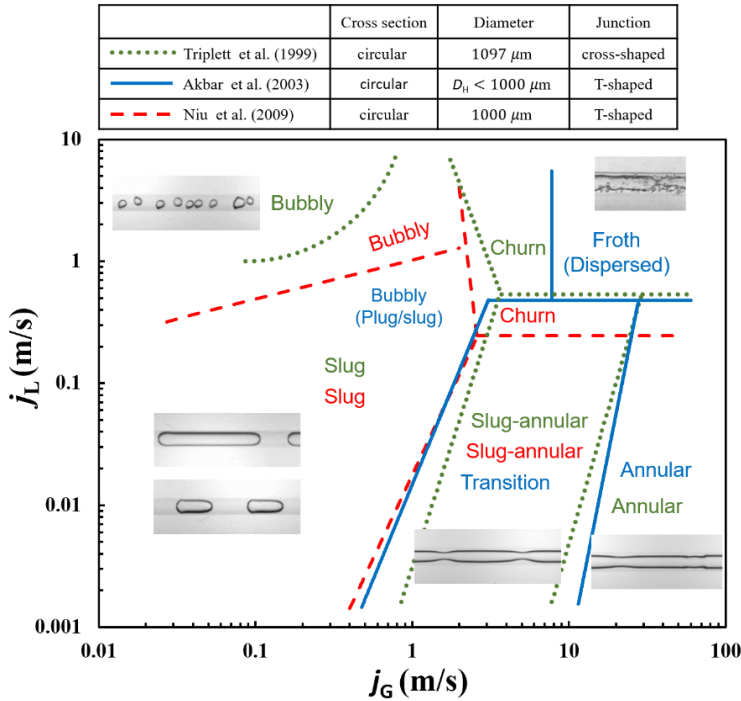 Cross section Diameter Junction
Triplett et al. (1999) circular 1097 μm cross-shaped
Akbar et al. (2003) circular D_H < 1000 μm T-shaped
Niu et al. (2009) circular 1000 μm T-shaped
10
Bubbly
Bubbly
Churn
Froth
(Dispersed)
1
Bubbly
(Plug/slug)
Churn
j_L (m/s)
Slug
Slug
0.1
Slug-annular
Slug-annular
Transition
Annular
Annular
0.01
0.001
0.01 0.1 1 10 100
j_G (m/s)